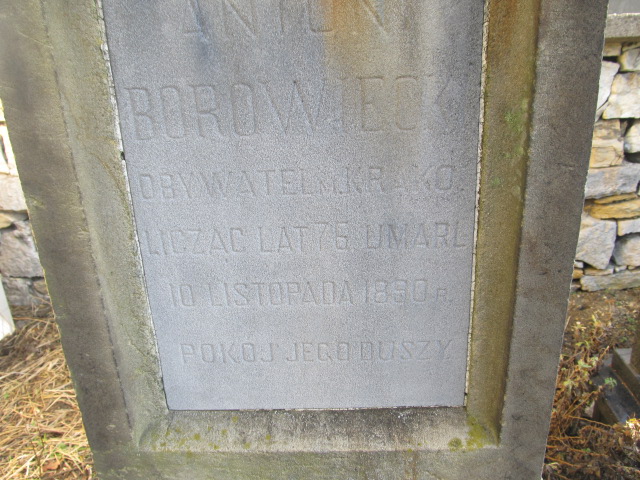 ANTONI
BOROWIECKI
OBYWATEL M. KRAKO.
LICZĄC LAT 76 UMARŁ
10 LISTOPADA 1890 R.
POKÓJ JEGO DUSZY